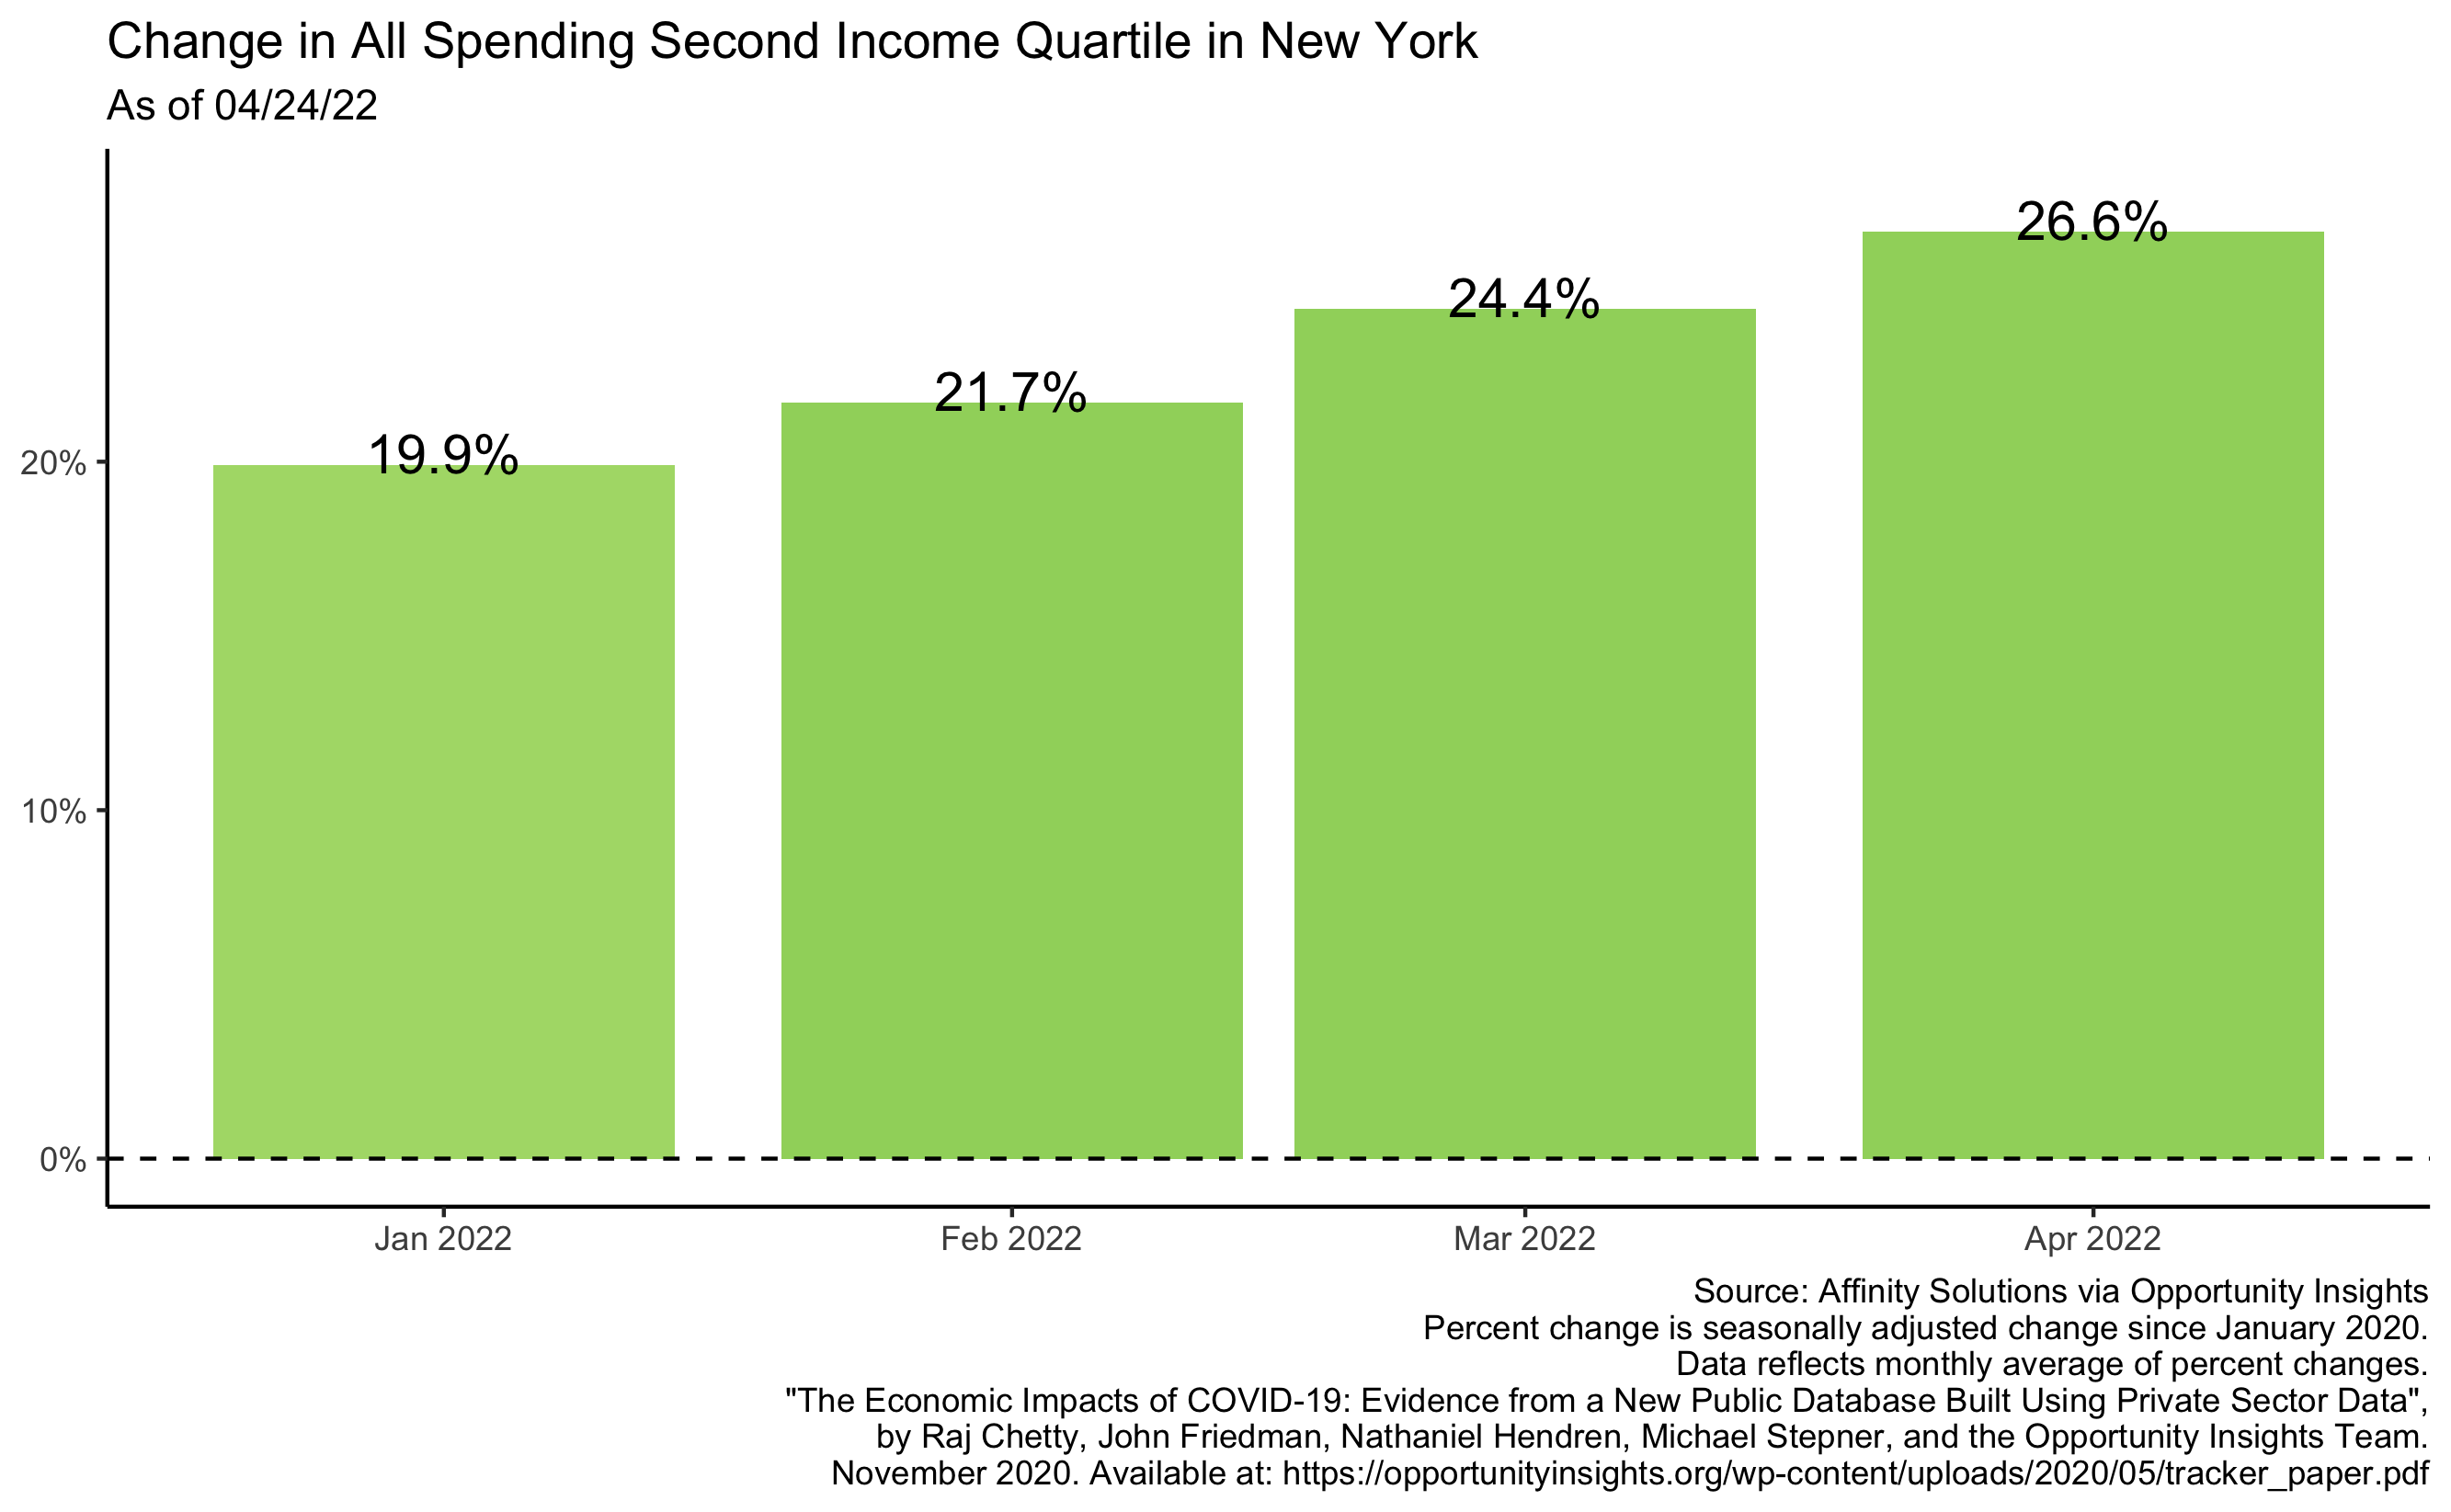 Change in All Spending Second Income Quartile in New York
As of 04/24/22
26.6%
24.4%
21.7%
19.9%
20%
10%
0%
Jan 2022
Feb 2022
Mar 2022
Apr 2022
Source: Affinity Solutions via Opportunity Insights
Percent change is seasonally adjusted change since January 2020.
Data reflects monthly average of percent changes.
"The Economic Impacts of COVID-19: Evidence from a New Public Database Built Using Private Sector Data",
by Raj Chetty, John Friedman, Nathaniel Hendren, Michael Stepner, and the Opportunity Insights Team.
November 2020. Available at: https://opportunityinsights.org/wp-content/uploads/2020/05/tracker_paper.pdf